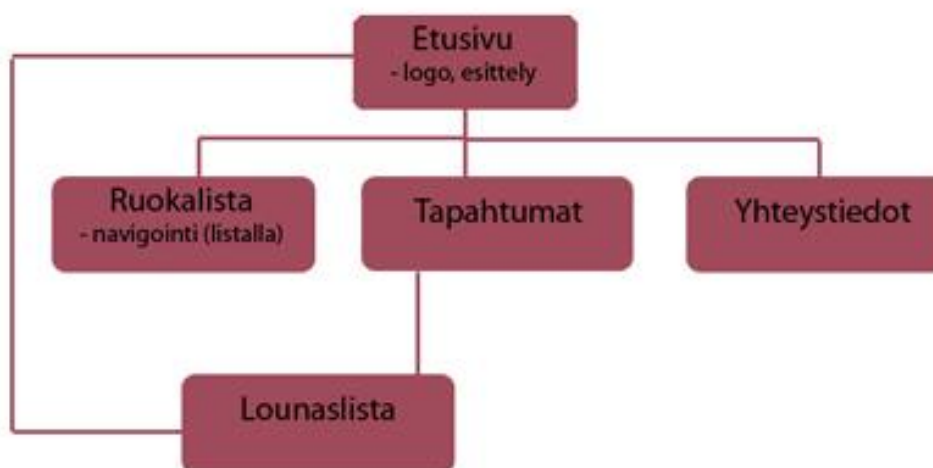 Etusivu
- logo, esittely
Ruokalista
- navigointi (listalla)
Tapahtumat
Yhteystiedot
Lounaslista